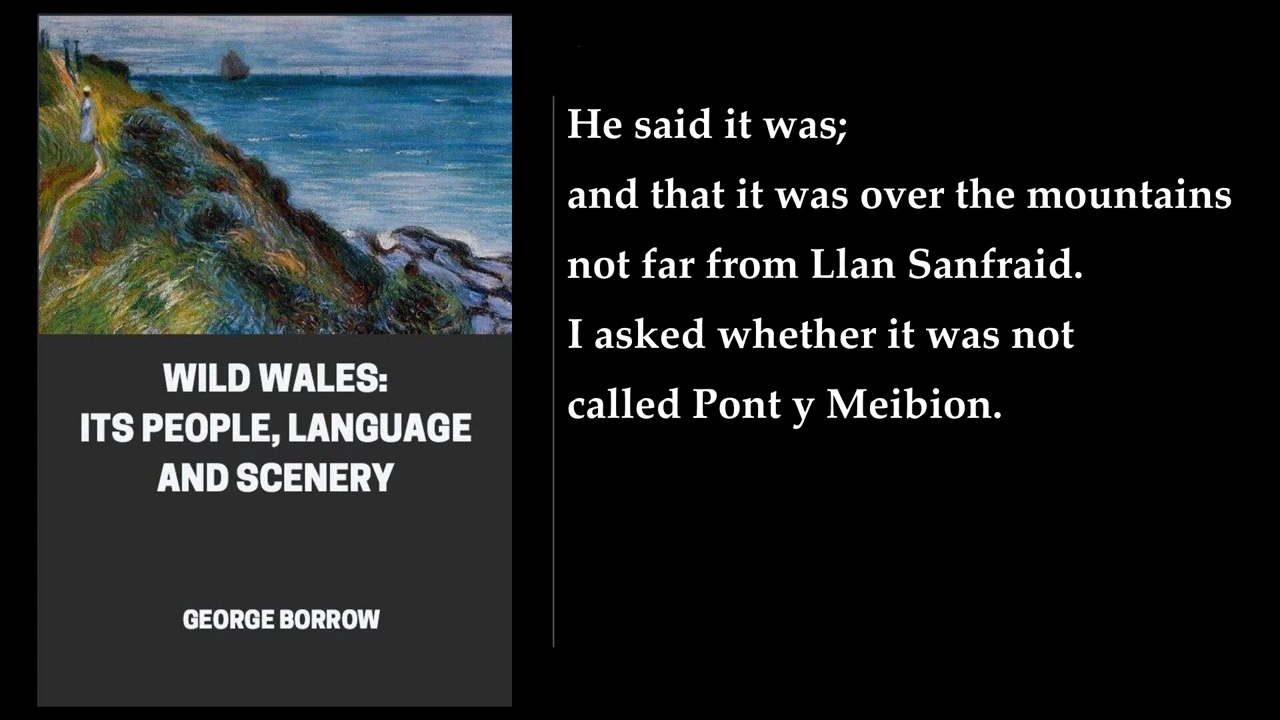 WILD WALES:
ITS PEOPLE, LANGUAGE
AND SCENERY
GEORGE BORROW
He said it was;
and that it was over the mountains
not far from Llan Sanfraid.
I asked whether it was not
called Pont y Meibion.